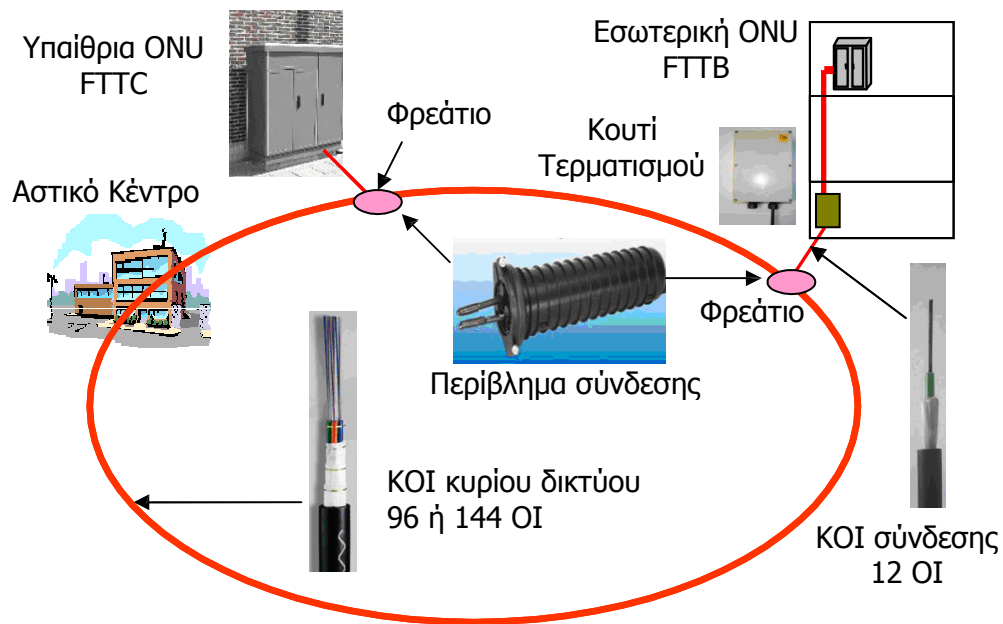 Υπαίθρια ONU
FTTC
Εσωτερική ONU
FTTB
Φρεάτιο
Κουτί
Τερματισμού
Αστικό Κέντρο
Φρεάτιο
Περίβλημα σύνδεσης
ΚΟΙ κυρίου δικτύου
96 ή 144 ΟΙ
ΚΟΙ σύνδεσης
12 ΟΙ